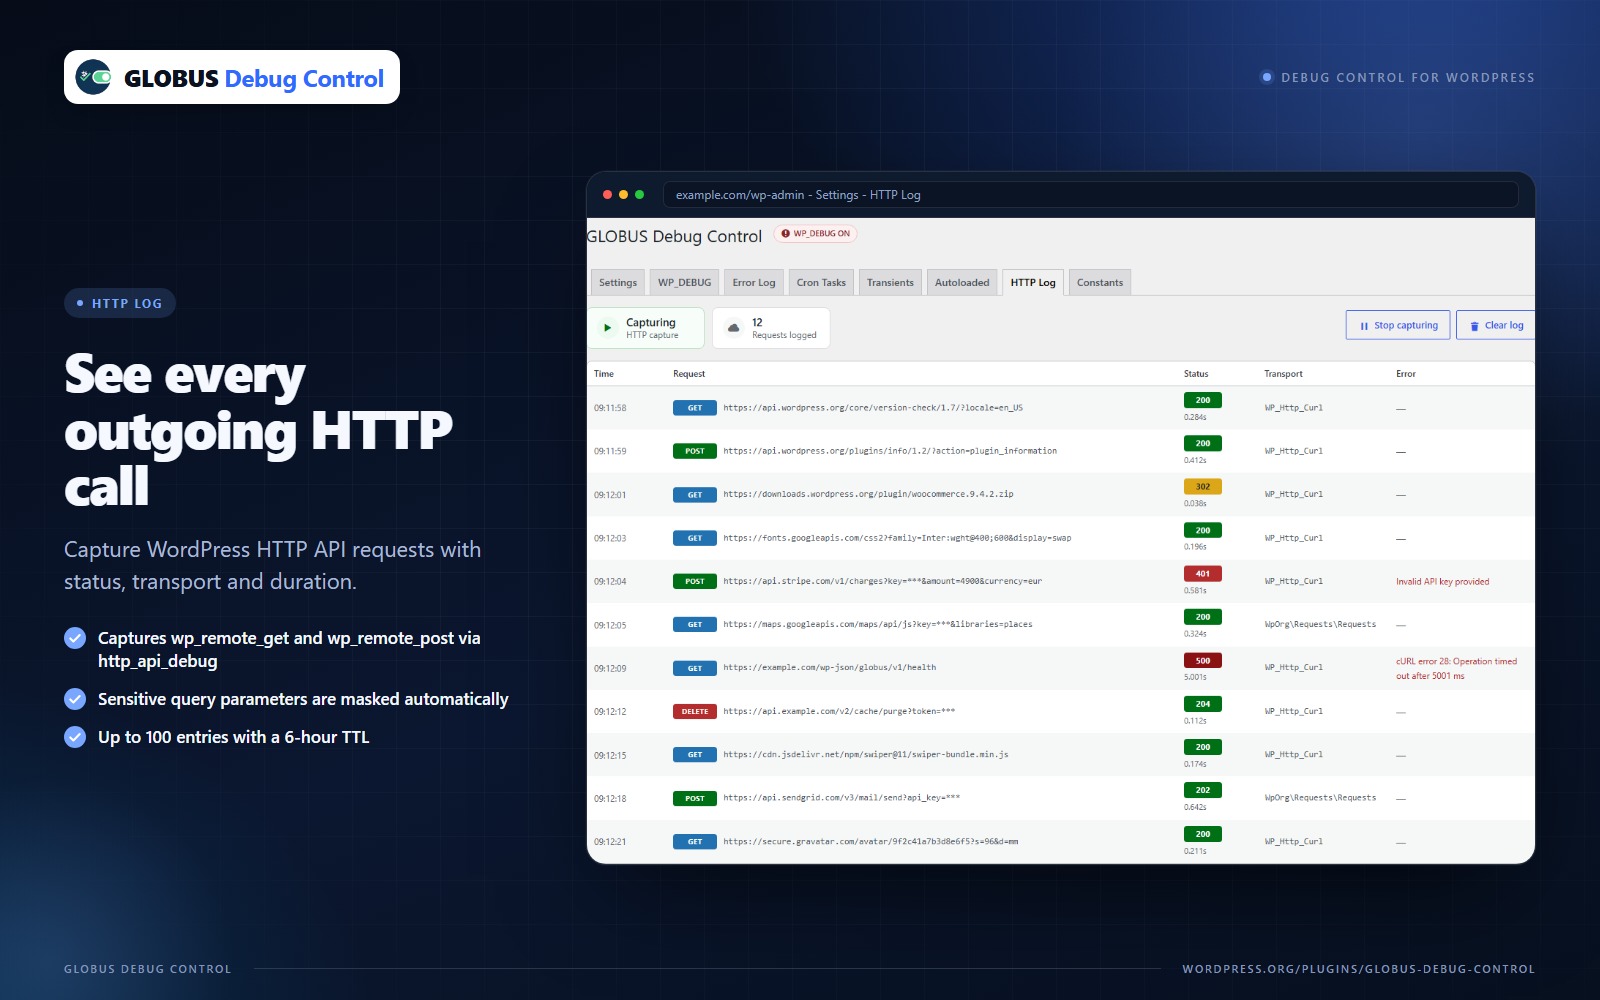 GLOBUS Debug Control
DEBUG CONTROL FOR WORDPRESS
HTTP LOG
See every
outgoing HTTP
call
Capture WordPress HTTP API requests with
status, transport and duration.
Captures wp_remote_get and wp_remote_post via
http_api_debug
Sensitive query parameters are masked automatically
Up to 100 entries with a 6-hour TTL
example.com/wp-admin - Settings - HTTP Log
GLOBUS Debug Control WP_DEBUG ON
Settings WP_DEBUG Error Log Cron Tasks Transients Autoloaded HTTP Log Constants
Capturing
HTTP capture
12
Requests logged
Stop capturing Clear log
Time Request Status Transport Error
09:11:58 GET https://api.wordpress.org/core/version-check/1.7/?locale=en_US 200 WP_Http_Curl —
0.284s
09:11:59 POST https://api.wordpress.org/plugins/info/1.2/?action=plugin_information 200 WP_Http_Curl —
0.412s
09:12:01 GET https://downloads.wordpress.org/plugin/woocommerce.9.4.2.zip 302 WP_Http_Curl —
0.038s
09:12:03 GET https://fonts.googleapis.com/css2?family=Inter:wght@400;600&display=swap 200 WP_Http_Curl —
0.196s
09:12:04 POST https://api.stripe.com/v1/charges?key=***&amount=4900&currency=eur 401 WP_Http_Curl Invalid API key provided
0.581s
09:12:05 GET https://maps.googleapis.com/maps/api/js?key=***&libraries=places 200 WpOrg\Requests\Requests —
0.324s
09:12:09 GET https://example.com/wp-json/globus/v1/health 500 WP_Http_Curl cURL error 28: Operation timed
5.001s out after 5001 ms
09:12:12 DELETE https://api.example.com/v2/cache/purge?token=*** 204 WP_Http_Curl —
0.112s
09:12:15 GET https://cdn.jsdelivr.net/npm/swiper@11/swiper-bundle.min.js 200 WP_Http_Curl —
0.174s
09:12:18 POST https://api.sendgrid.com/v3/mail/send?api_key=*** 202 WpOrg\Requests\Requests —
0.642s
09:12:21 GET https://secure.gravatar.com/avatar/9f2c41a7b3d8e6f5?s=96&d=mm 200 WP_Http_Curl —
0.211s
GLOBUS DEBUG CONTROL
WORDPRESS.ORG/PLUGINS/GLOBUS-DEBUG-CONTROL